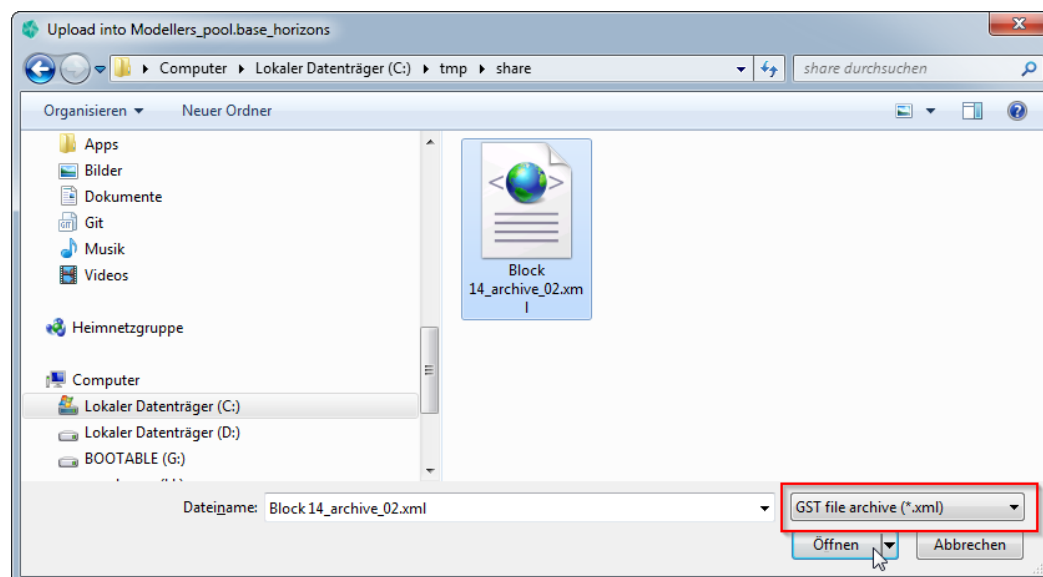 Upload into Modellers_pool.base_horizons
Computer Lokaler Datenträger (C:) tmp share
share durchsuchen
Organisieren Neuer Ordner
Apps
Bilder
Dokumente
Git
Musik
Videos
Heimnetzgruppe
Computer
Lokaler Datenträger (C:)
Lokaler Datenträger (D:)
BOOTABLE (G:)
Block
14_archive_02.xm
l
Dateiname: Block 14_archive_02.xml
GST file archive (*.xml)
Öffnen Abbrechen